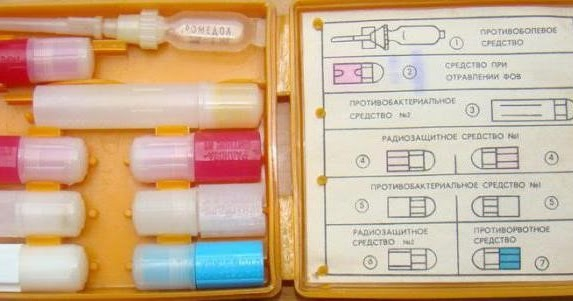 ПРОТИВОБОЛЕВОЕ
СРЕДСТВО
1
2
СРЕДСТВО ПРИ
ОТРАВЛЕНИИ ФОВ
ПРОТИВОБАКТЕРИАЛЬНОЕ
СРЕДСТВО №2
3
РАДИОЗАЩИТНОЕ СРЕДСТВО №1
4
4
ПРОТИВОБАКТЕРИАЛЬНОЕ СРЕДСТВО №1
5
5
РАДИОЗАЩИТНОЕ
СРЕДСТВО №2
6
ПРОТИВОРВОТНОЕ
СРЕДСТВО
7